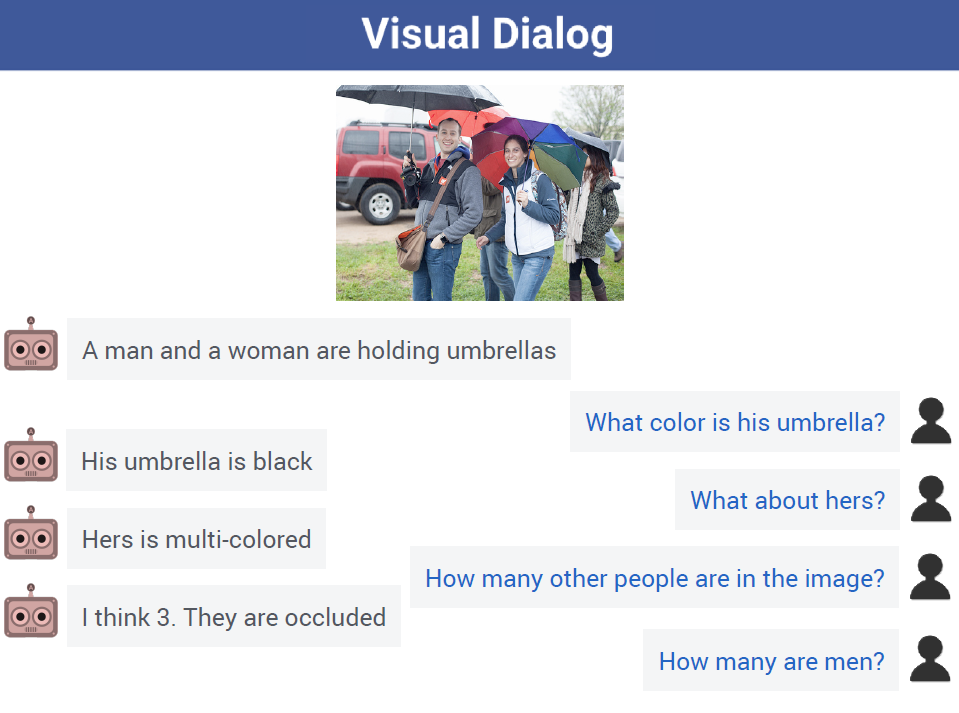 Visual Dialog
A man and a woman are holding umbrellas
What color is his umbrella?
His umbrella is black
What about hers?
Hers is multi-colored
How many other people are in the image?
I think 3. They are occluded
How many are men?